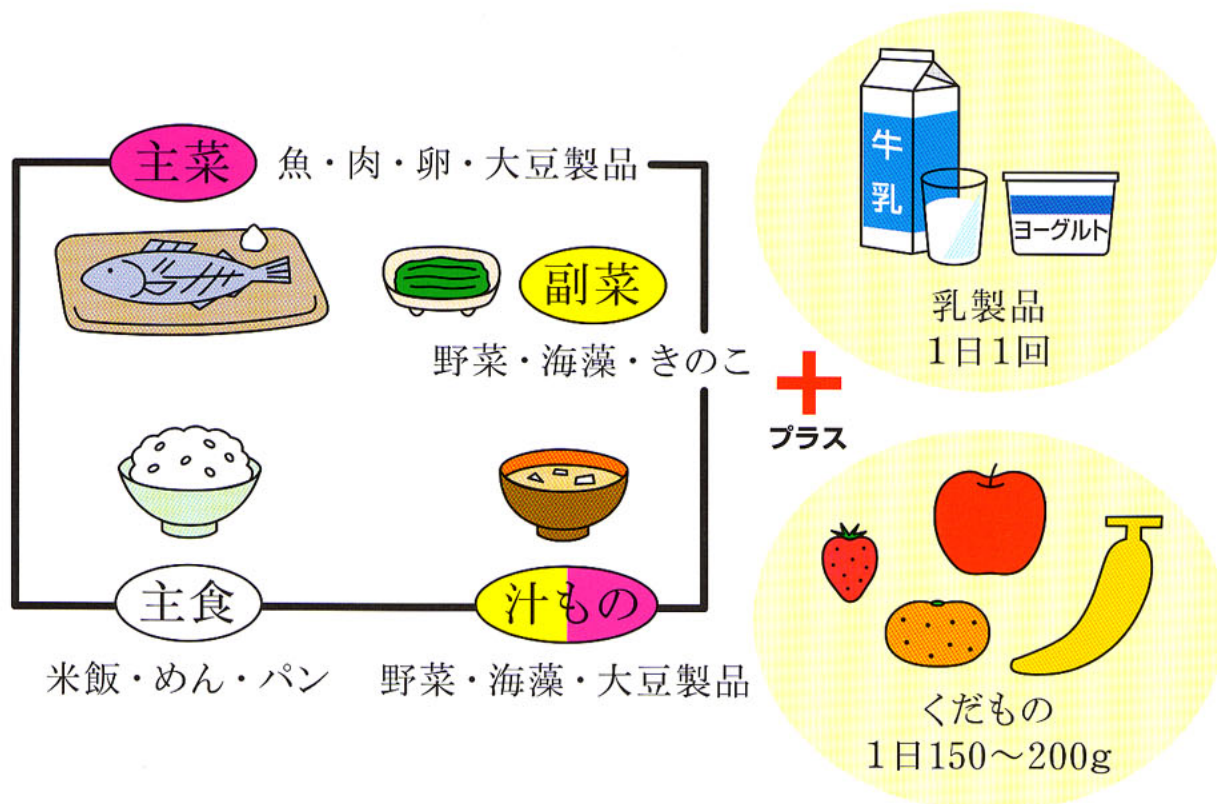 主菜 魚・肉・卵・大豆製品
副菜
野菜・海藻・きのこ
主食
米飯・めん・パン
汁もの
野菜・海藻・大豆製品
プラス
牛乳
ヨーグルト
乳製品
1日1回
くだもの
1日150～200g